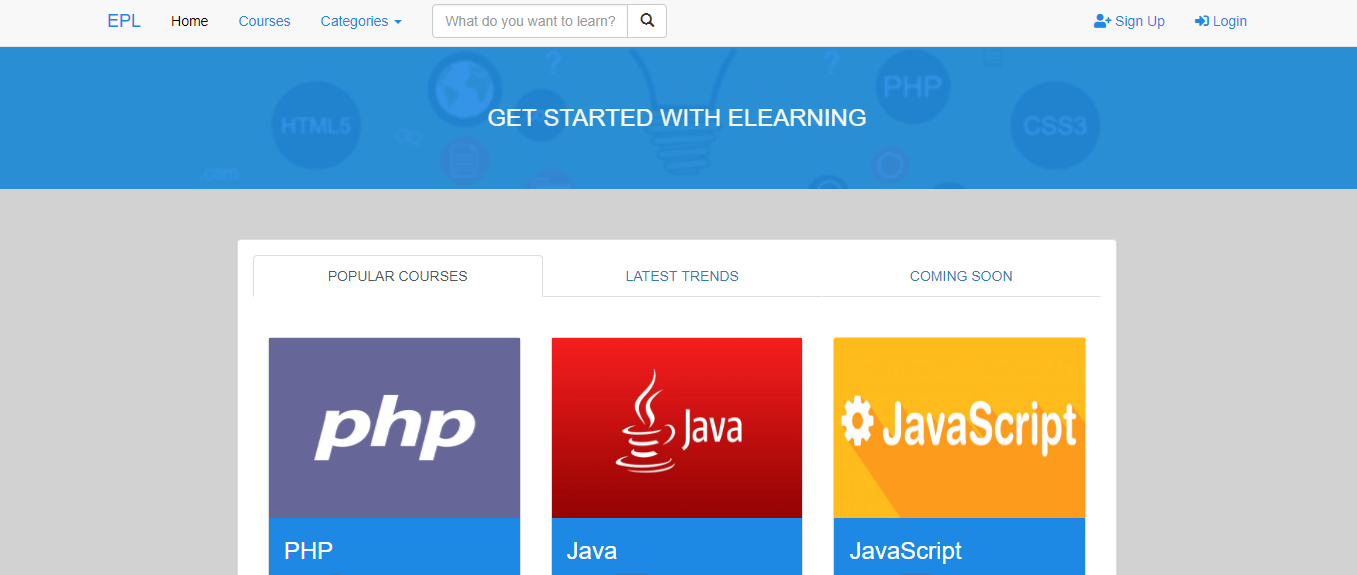 EPL Home Courses Categories What do you want to learn? Sign Up Login
HTML5 PHP CSS3
.com
GET STARTED WITH ELEARNING
POPULAR COURSES LATEST TRENDS COMING SOON
php Java JavaScript
PHP Java JavaScript